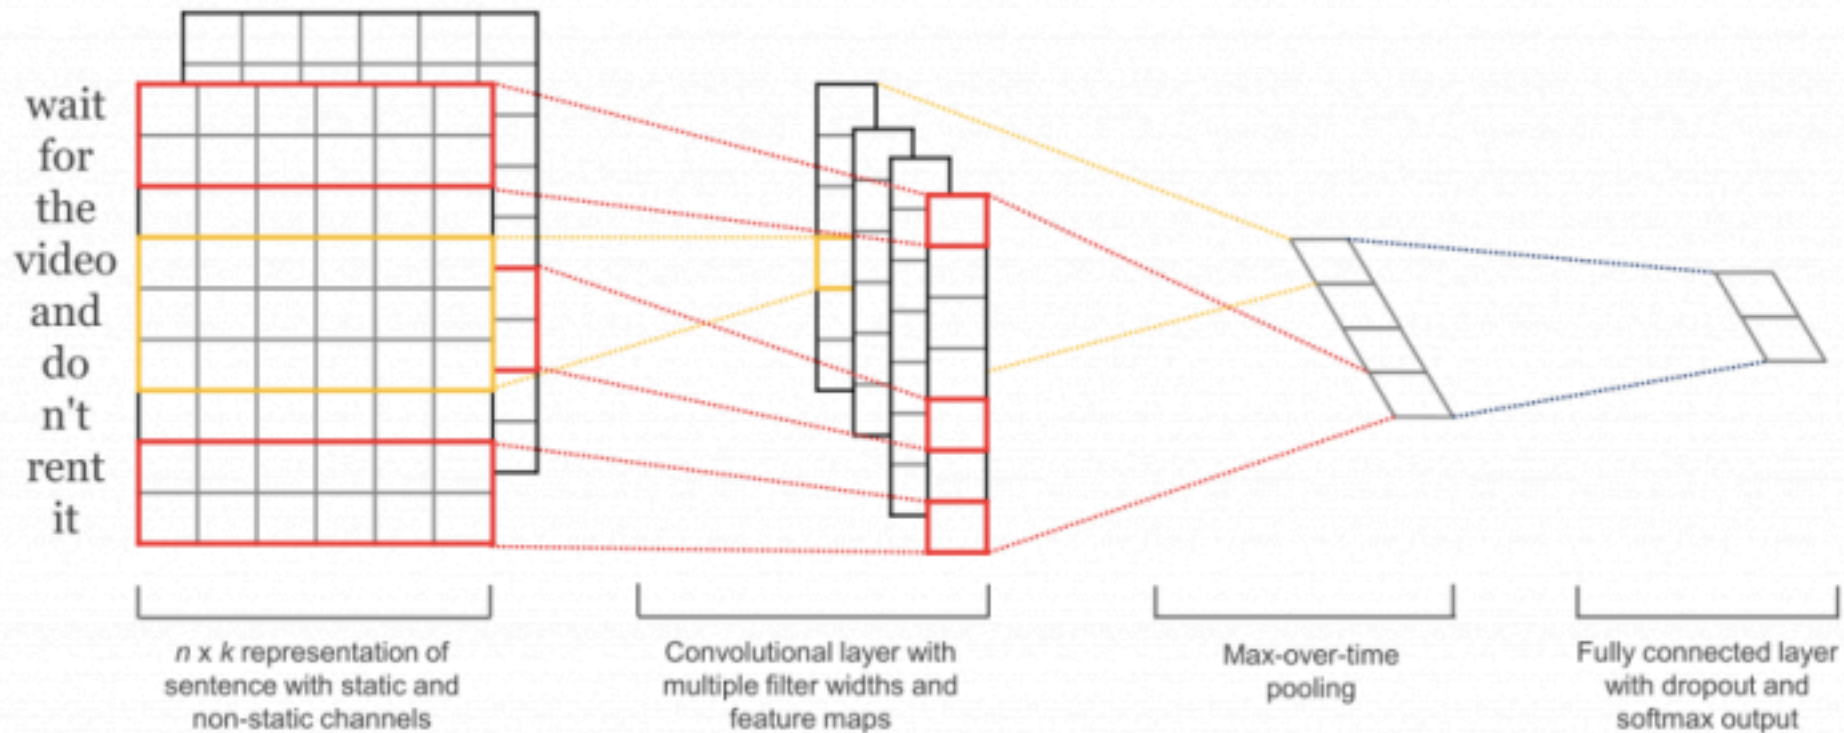 wait
for
the
video
and
do
n't
rent
it
n x k representation of
sentence with static and
non-static channels
Convolutional layer with
multiple filter widths and
feature maps
Max-over-time
pooling
Fully connected layer
with dropout and
softmax output